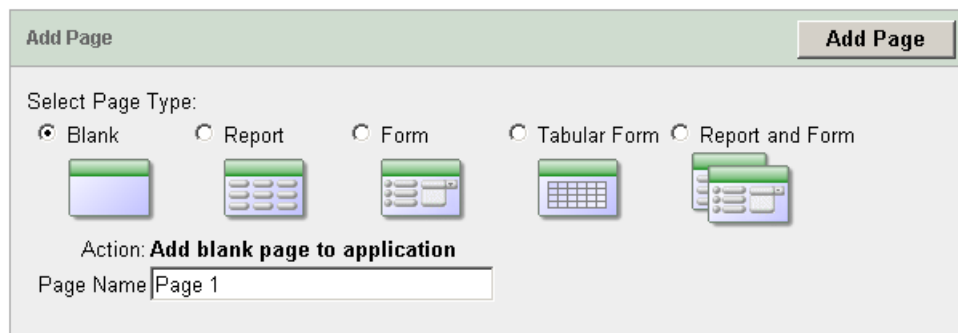 Add Page Add Page
Select Page Type:
Blank Report Form Tabular Form Report and Form
Action: Add blank page to application
Page Name Page 1